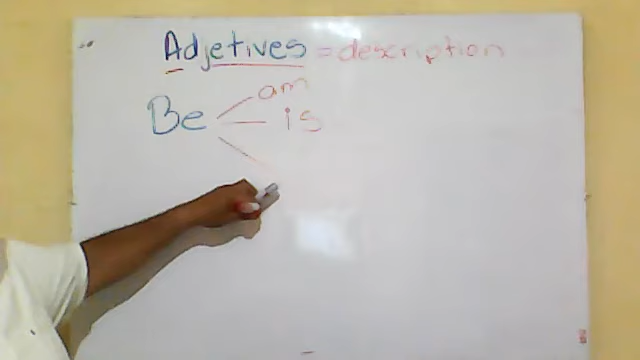 Adjetives = description
am
Be is